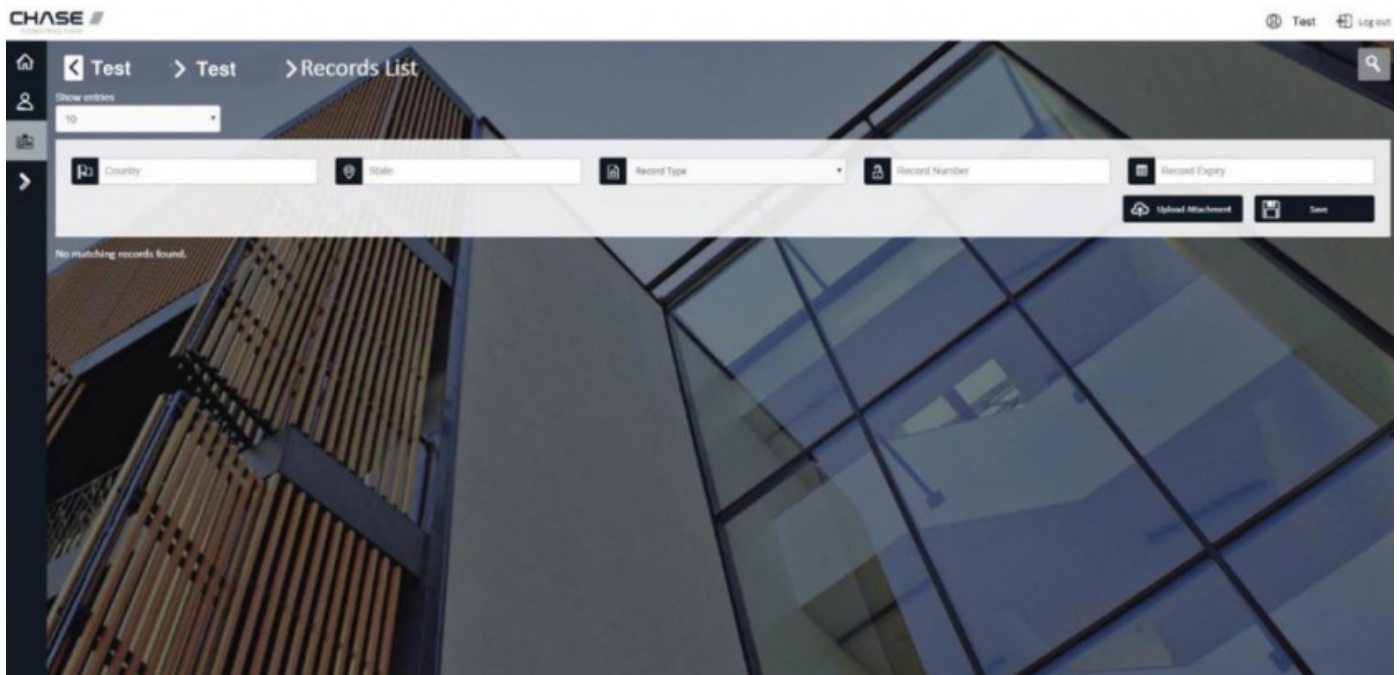 CHASE
CONSTRUCTION
Test Log out
Test Test Records List
Show entries
10
Country State Record Type Record Number Record Expiry
Upload Attachment Save
No matching records found.